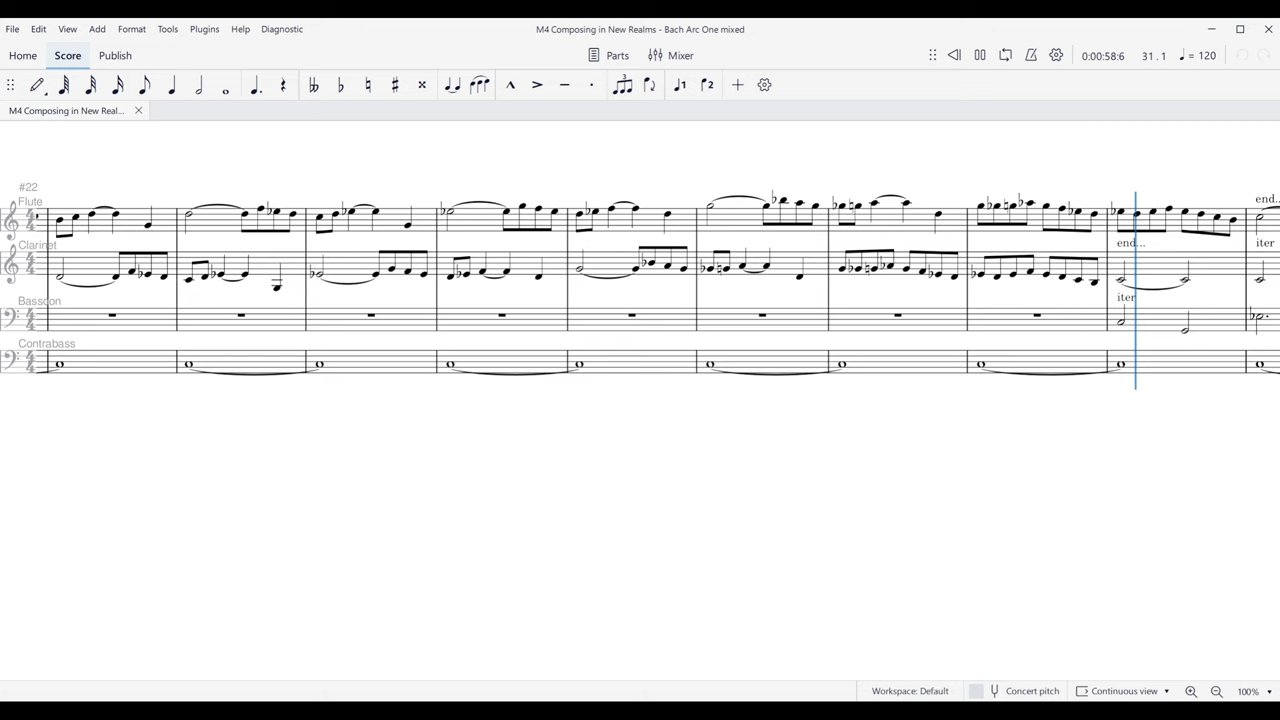 File Edit View Add Format Tools Plugins Help Diagnostic M4 Composing in New Realms - Bach Arc One mixed
Home Score Publish Parts Mixer 0:00:58:6 31 . 1 = 120
M4 Composing in New Real...
#22
Flute
end...
Clarinet
end...
iter
Bassoon
iter
Contrabass
Workspace: Default Concert pitch Continuous view 100%